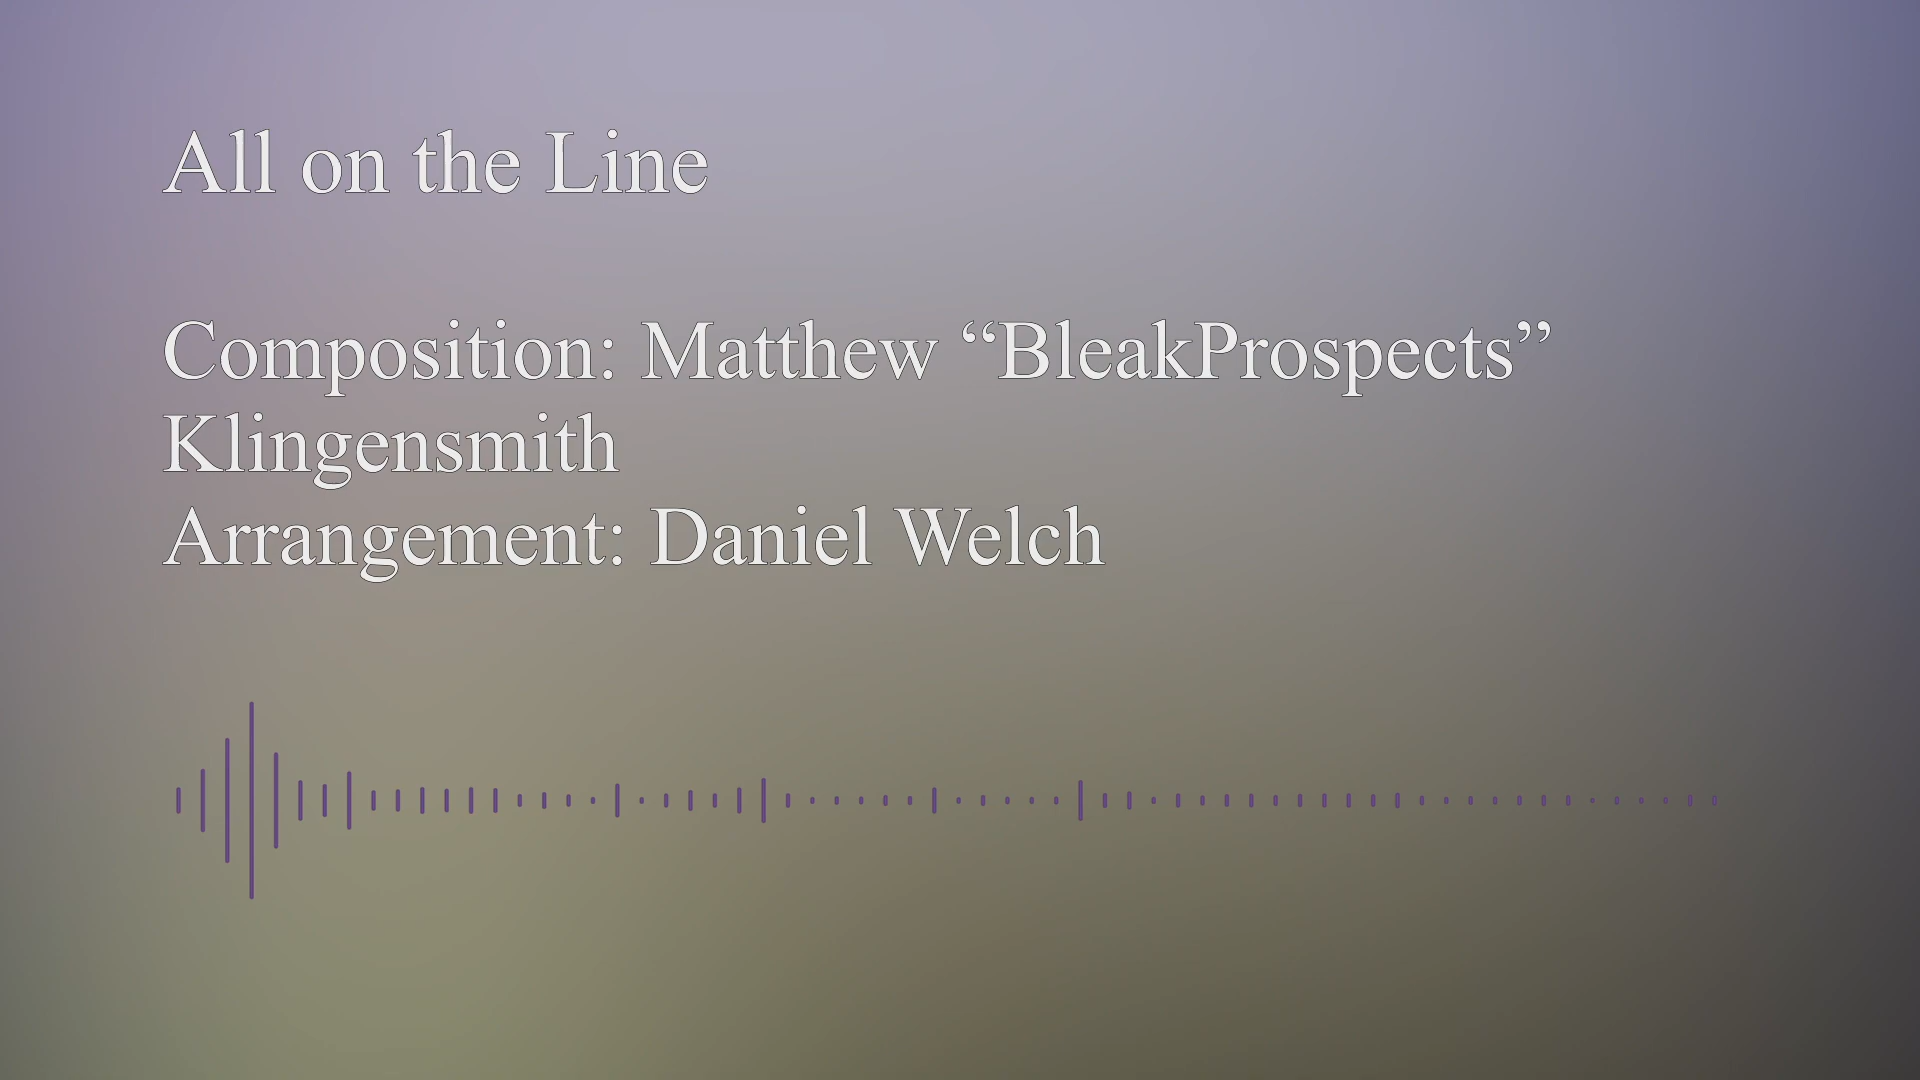 All on the Line
Composition: Matthew “BleakProspects”
Klingensmith
Arrangement: Daniel Welch